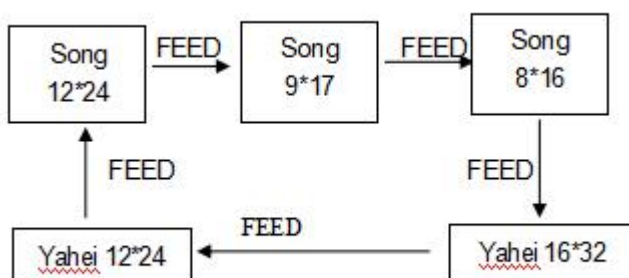 Song
12*24
FEED
Song
9*17
FEED
Song
8*16
FEED
FEED
FEED
Yahei 12*24
Yahei 16*32